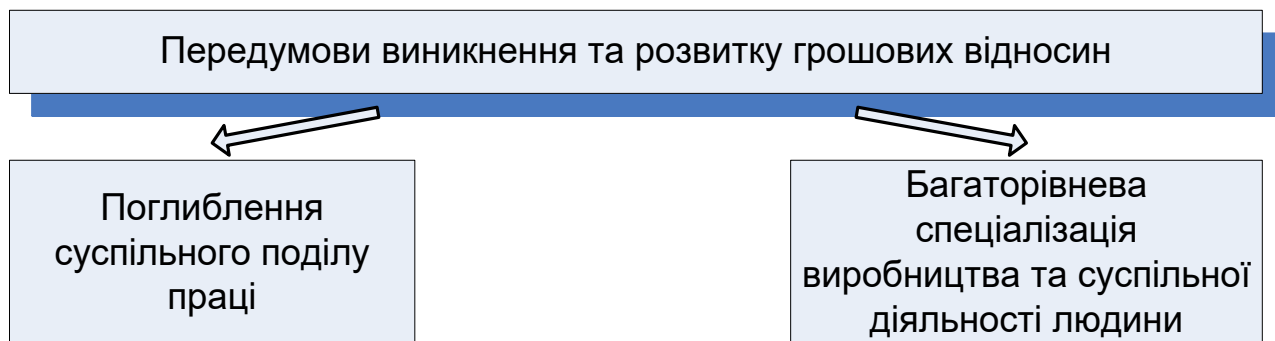 Передумови виникнення та розвитку грошових відносин
Поглиблення
суспільного поділу
праці
Багаторівнева
спеціалізація
виробництва та суспільної
діяльності людини